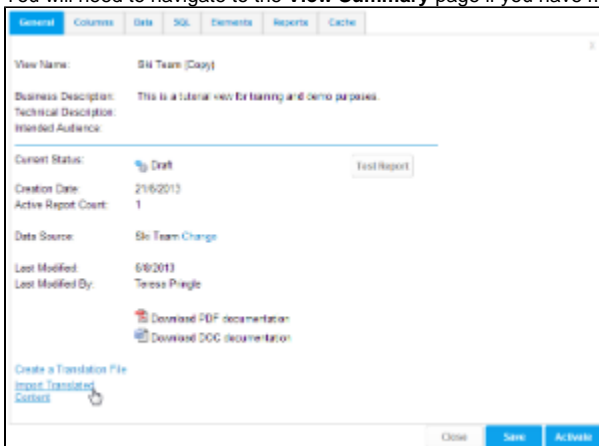 You will need to navigate to the View Summary page if you have n
General Columns Data SQL Elements Reports Cache
x
View Name: Ski Team (Copy)
Business Description: This is a tutorial view for training and demo purposes.
Technical Description:
Intended Audience:
Current Status: Draft Test Report
Creation Date: 21/6/2013
Active Report Count: 1
Data Source: Ski Team Change
Last Modified: 6/8/2013
Last Modified By: Teresa Pringle
Download PDF documentation
Download DOC documentation
Create a Translation File
Import Translated
Content
Close Save Activate